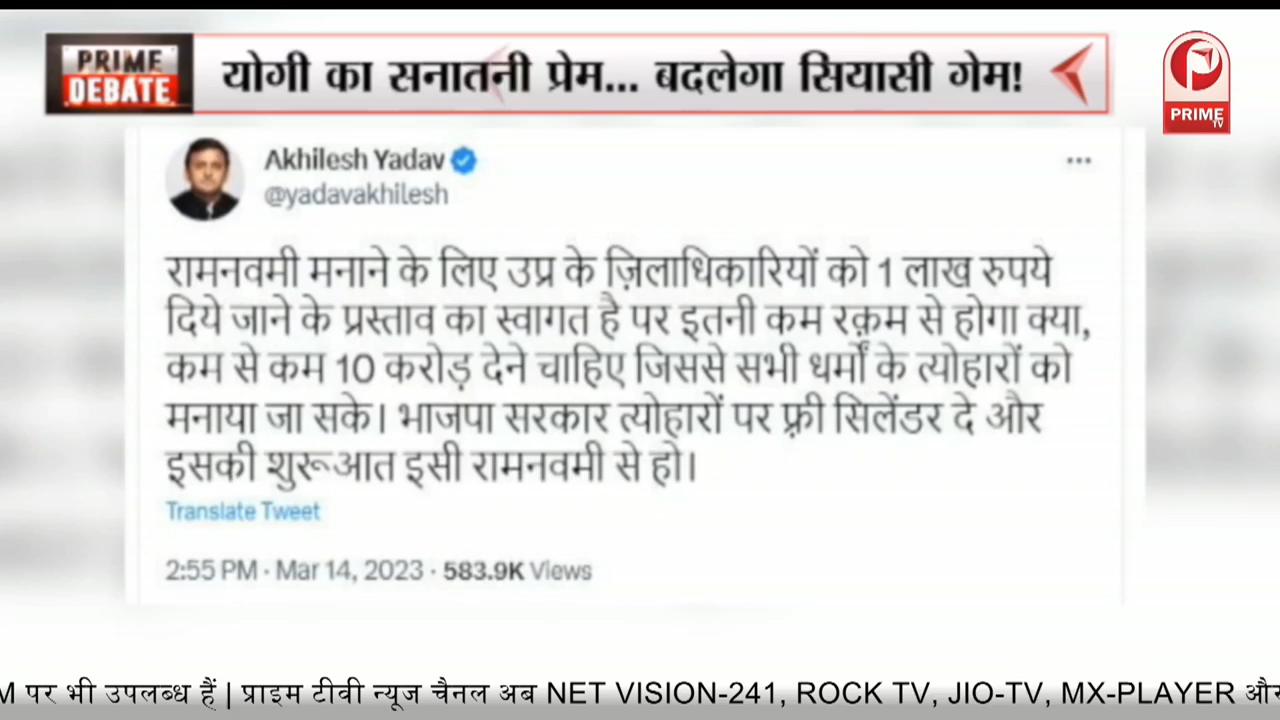 PRIME
DEBATE
योगी का सनातनी प्रेम... बदलेगा सियासी गेम!
PRIME
TV
Akhilesh Yadav
@yadavakhilesh
रामनवमी मनाने के लिए उप्र के ज़िलाधिकारियों को 1 लाख रुपये
दिये जाने के प्रस्ताव का स्वागत है पर इतनी कम रक़म से होगा क्या,
कम से कम 10 करोड़ देने चाहिए जिससे सभी धर्मों के त्योहारों को
मनाया जा सके। भाजपा सरकार त्योहारों पर फ़्री सिलेंडर दे और
इसकी शुरूआत इसी रामनवमी से हो।
Translate Tweet
2:55 PM · Mar 14, 2023 · 583.9K Views
M पर भी उपलब्ध हैं | प्राइम टीवी न्यूज चैनल अब NET VISION-241, ROCK TV, JIO-TV, MX-PLAYER और